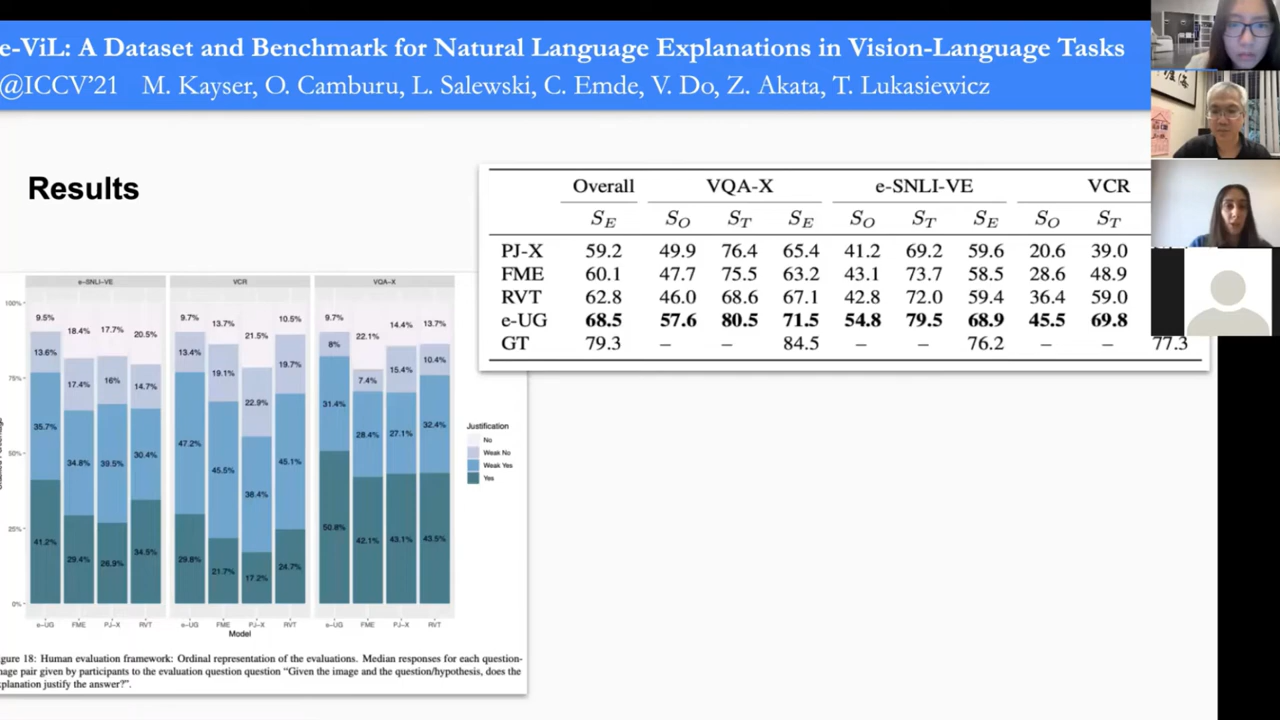 e-ViL: A Dataset and Benchmark for Natural Language Explanations in Vision-Language Tasks
@ICCV'21 M. Kayser, O. Camburu, L. Salewski, C. Emde, V. Do, Z. Akata, T. Lukasiewicz
Results
Overall VQA-X e-SNLI-VE VCR
S_E S_O S_T S_E S_O S_T S_E S_O S_T
PJ-X 59.2 49.9 76.4 65.4 41.2 69.2 59.6 20.6 39.0
FME 60.1 47.7 75.5 63.2 43.1 73.7 58.5 28.6 48.9
RVT 62.8 46.0 68.6 67.1 42.8 72.0 59.4 36.4 59.0
e-UG 68.5 57.6 80.5 71.5 54.8 79.5 68.9 45.5 69.8
GT 79.3 – – 84.5 – – 76.2 – – 77.3
e-SNLI-VE VCR VQA-X
100%
75%
50%
25%
0%
9.5% 18.4% 17.7% 20.5% 9.7% 13.7% 21.5% 10.5% 9.7% 22.1% 14.4% 13.7%
13.6% 17.4% 16% 14.7% 13.4% 19.1% 22.9% 19.7% 8% 7.4% 15.4% 10.4%
35.7% 34.8% 39.5% 30.4% 47.2% 45.5% 38.4% 45.1% 31.4% 28.4% 27.1% 32.4%
41.2% 29.4% 26.9% 34.5% 29.8% 21.7% 17.2% 24.7% 50.8% 42.1% 43.1% 43.5%
e-UG FME PJ-X RVT e-UG FME PJ-X RVT e-UG FME PJ-X RVT
Model
Justification
No
Weak No
Weak Yes
Yes
gure 18: Human evaluation framework: Ordinal representation of the evaluations. Median responses for each question-
nage pair given by participants to the evaluation question question “Given the image and the question/hypothesis, does the
xplanation justify the answer?”.